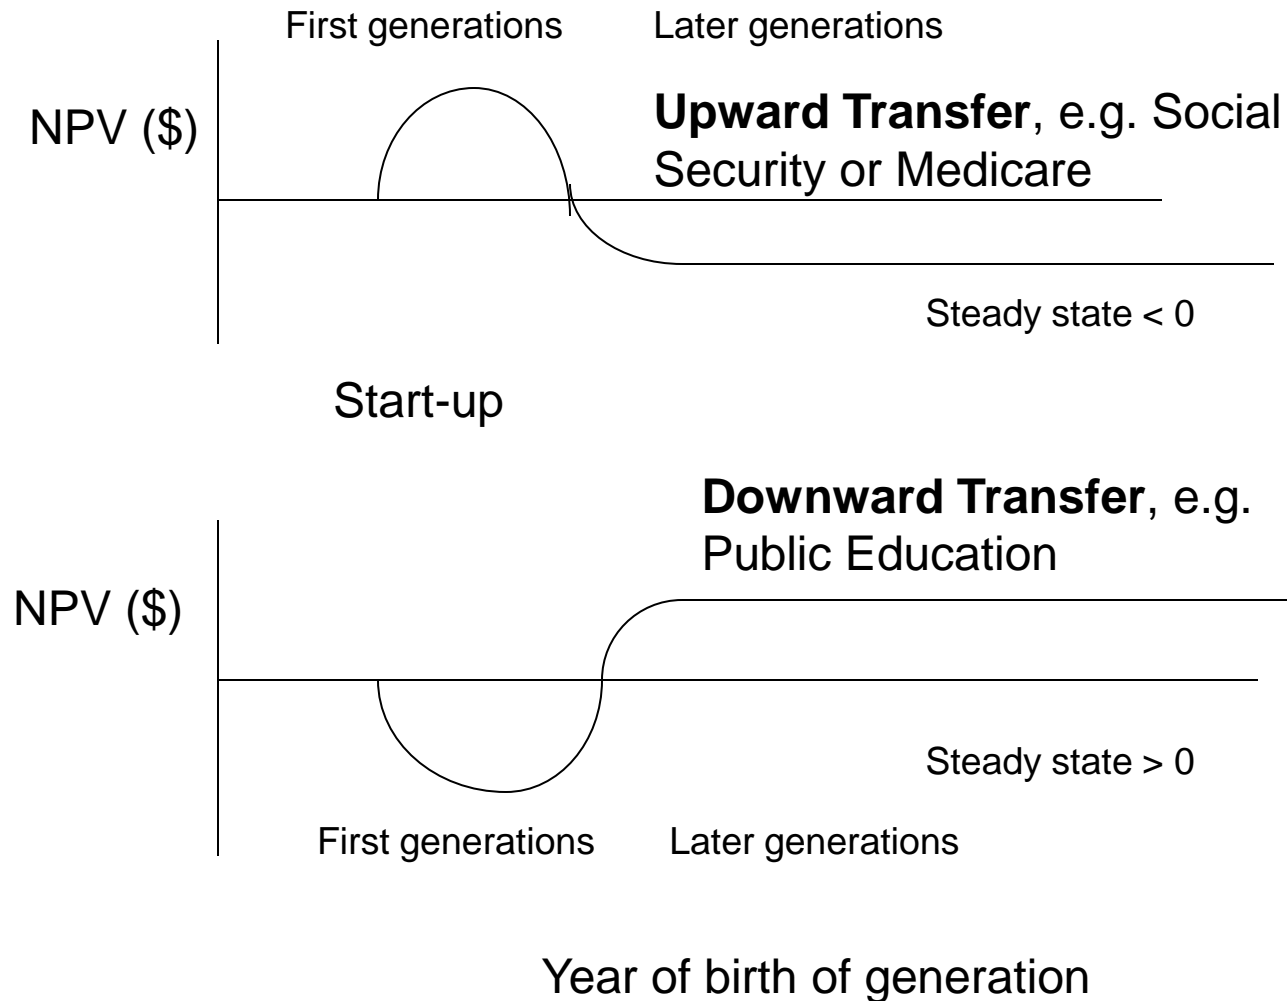 First generations
Later generations
NPV ($)
Upward Transfer, e.g. Social
Security or Medicare
Steady state < 0
Start-up
Downward Transfer, e.g.
Public Education
NPV ($)
Steady state > 0
First generations
Later generations
Year of birth of generation